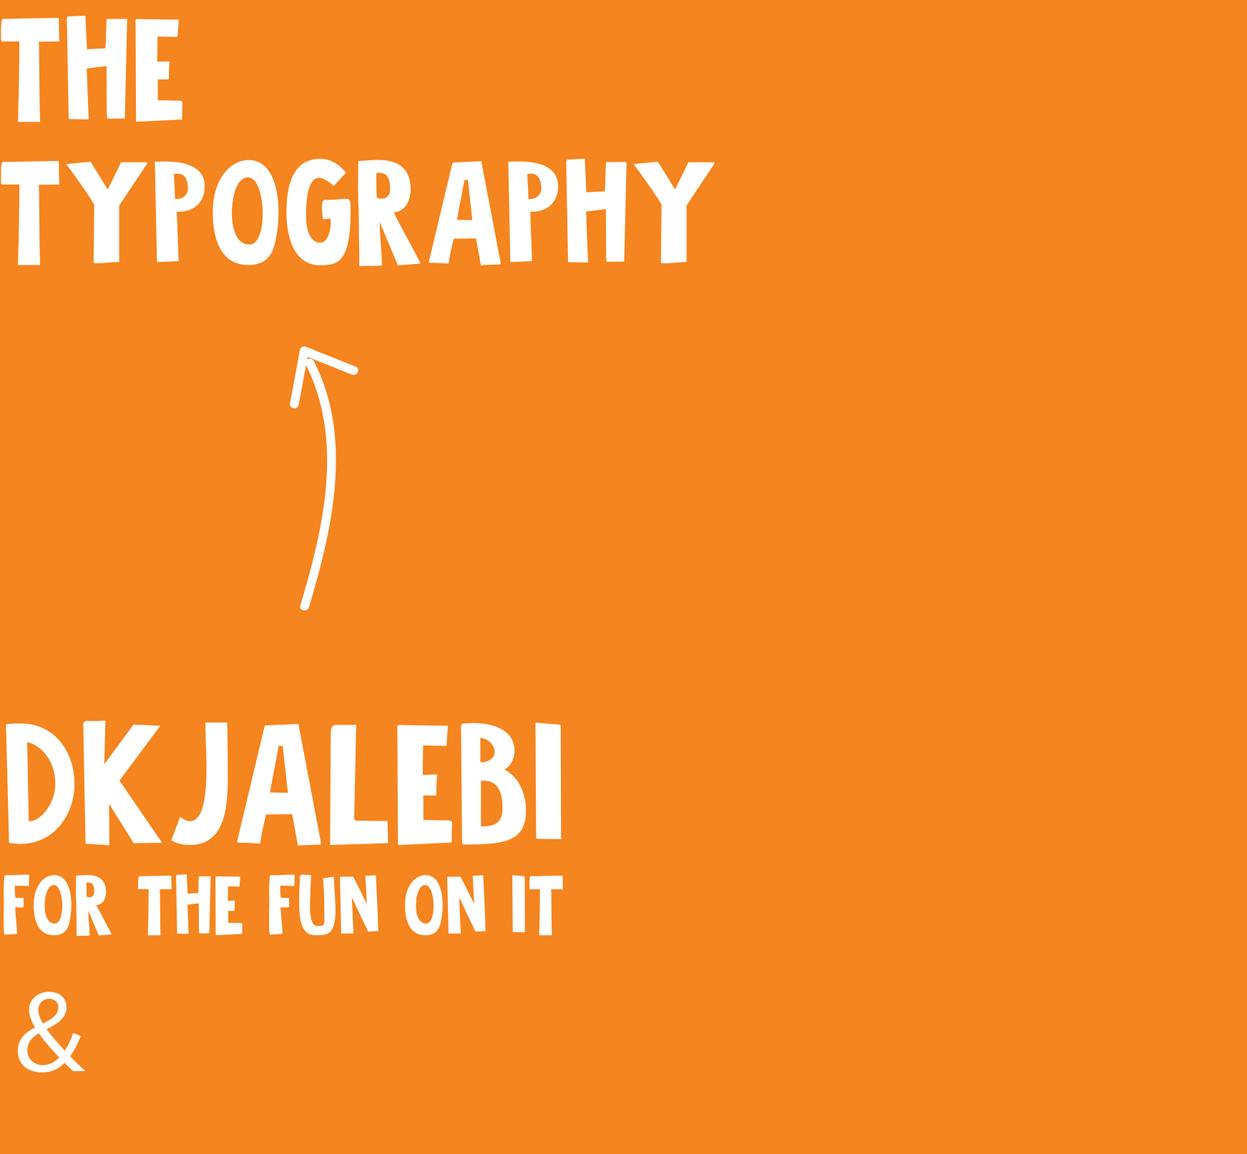 THE
TYPOGRAPHY
DKJALEBI
FOR THE FUN ON IT
&